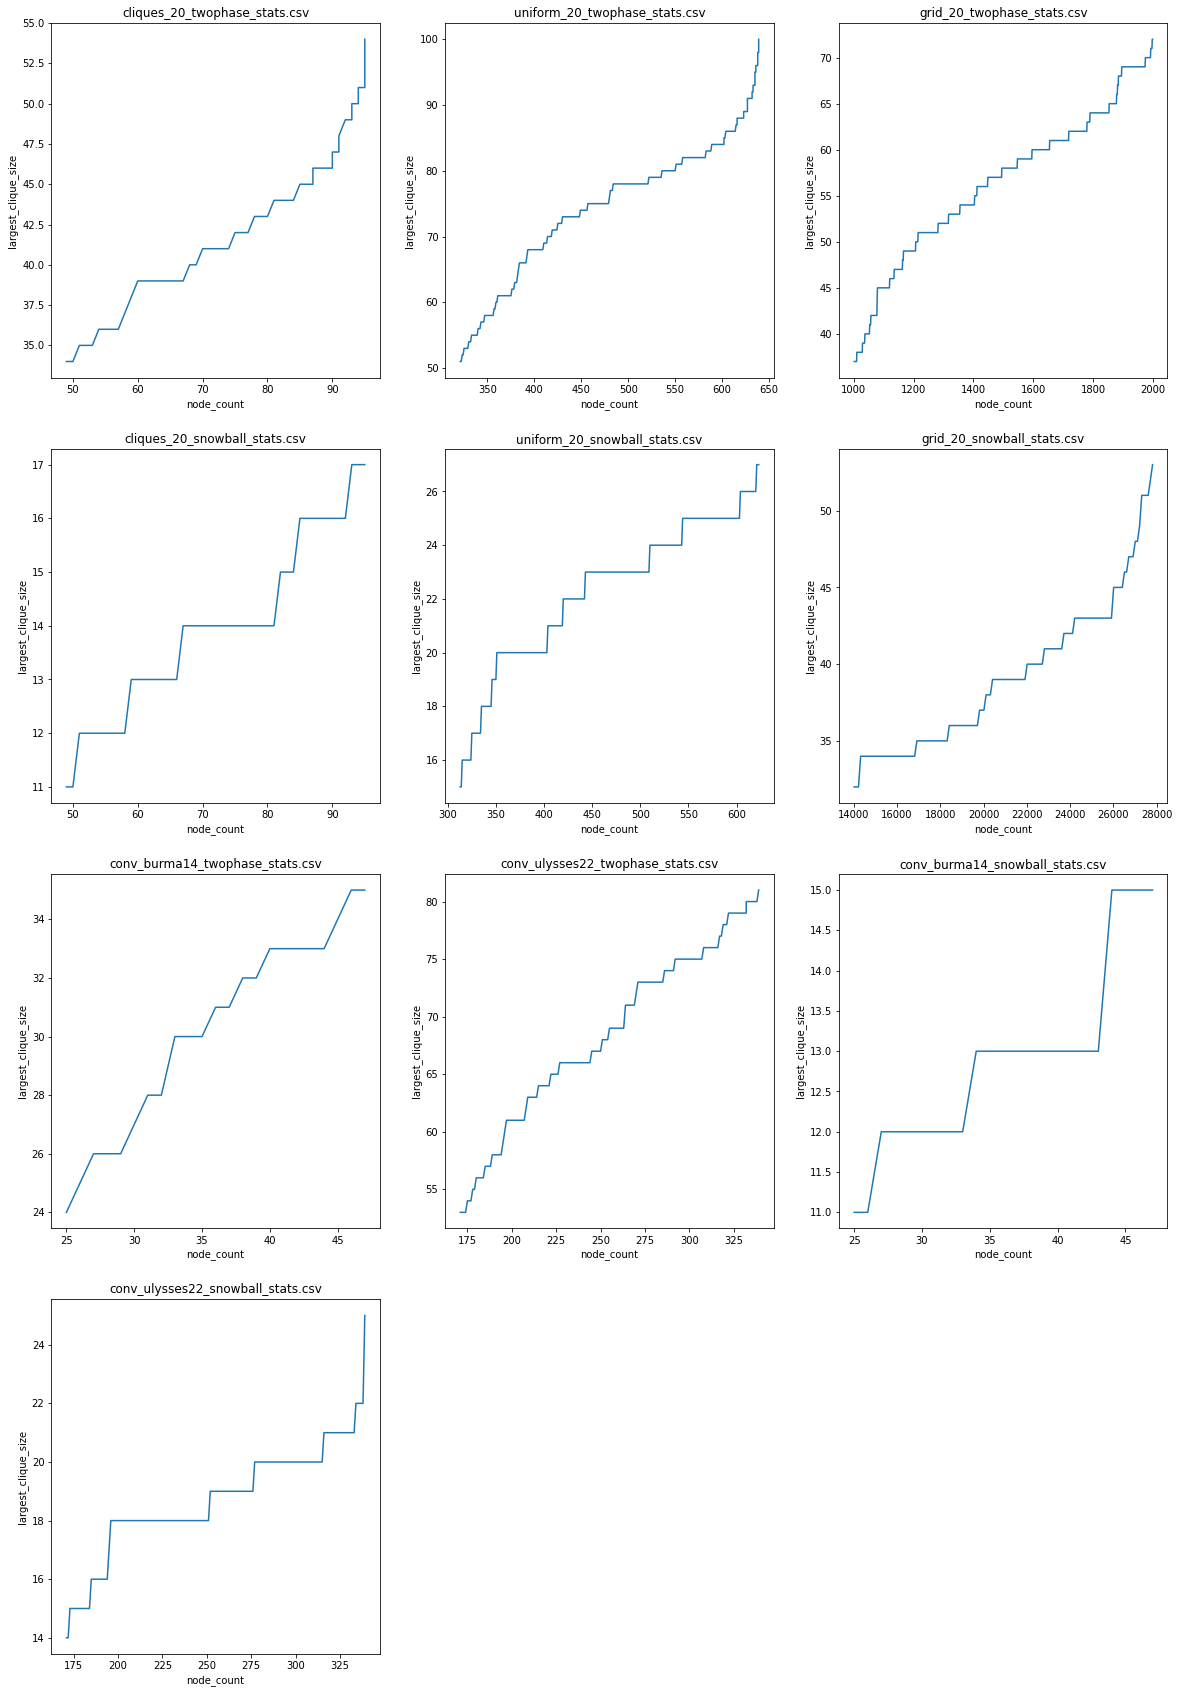 cliques_20_twophase_stats.csv
largest_clique_size
55.0
52.5
50.0
47.5
45.0
42.5
40.0
37.5
35.0
50 60 70 80 90
node_count
uniform_20_twophase_stats.csv
largest_clique_size
100
90
80
70
60
50
350 400 450 500 550 600 650
node_count
grid_20_twophase_stats.csv
largest_clique_size
70
65
60
55
50
45
40
1000 1200 1400 1600 1800 2000
node_count
cliques_20_snowball_stats.csv
largest_clique_size
17
16
15
14
13
12
11
50 60 70 80 90
node_count
uniform_20_snowball_stats.csv
largest_clique_size
26
24
22
20
18
16
300 350 400 450 500 550 600
node_count
grid_20_snowball_stats.csv
largest_clique_size
50
45
40
35
14000 16000 18000 20000 22000 24000 26000 28000
node_count
conv_burma14_twophase_stats.csv
largest_clique_size
34
32
30
28
26
24
25 30 35 40 45
node_count
conv_ulysses22_twophase_stats.csv
largest_clique_size
80
75
70
65
60
55
175 200 225 250 275 300 325
node_count
conv_burma14_snowball_stats.csv
largest_clique_size
15.0
14.5
14.0
13.5
13.0
12.5
12.0
11.5
11.0
25 30 35 40 45
node_count
conv_ulysses22_snowball_stats.csv
largest_clique_size
24
22
20
18
16
14
175 200 225 250 275 300 325
node_count